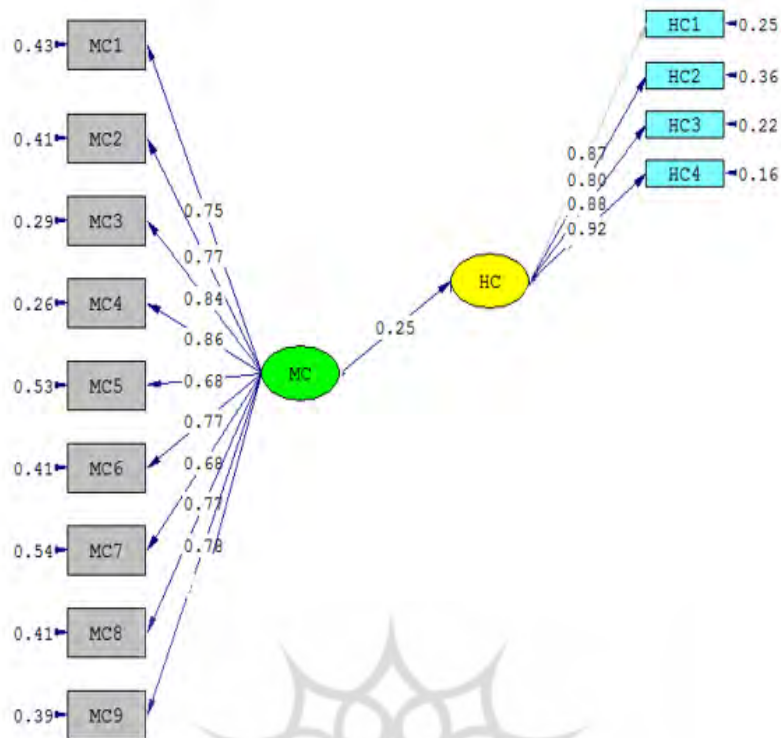 0.43 MC1
0.41 MC2
0.29 MC3
0.26 MC4
0.53 MC5
0.41 MC6
0.54 MC7
0.41 MC8
0.39 MC9
0.75
0.77
0.84
0.86
0.68
0.77
0.68
0.77
0.78
MC
0.25
HC
0.87
0.80
0.88
0.92
HC1 0.25
HC2 0.36
HC3 0.22
HC4 0.16